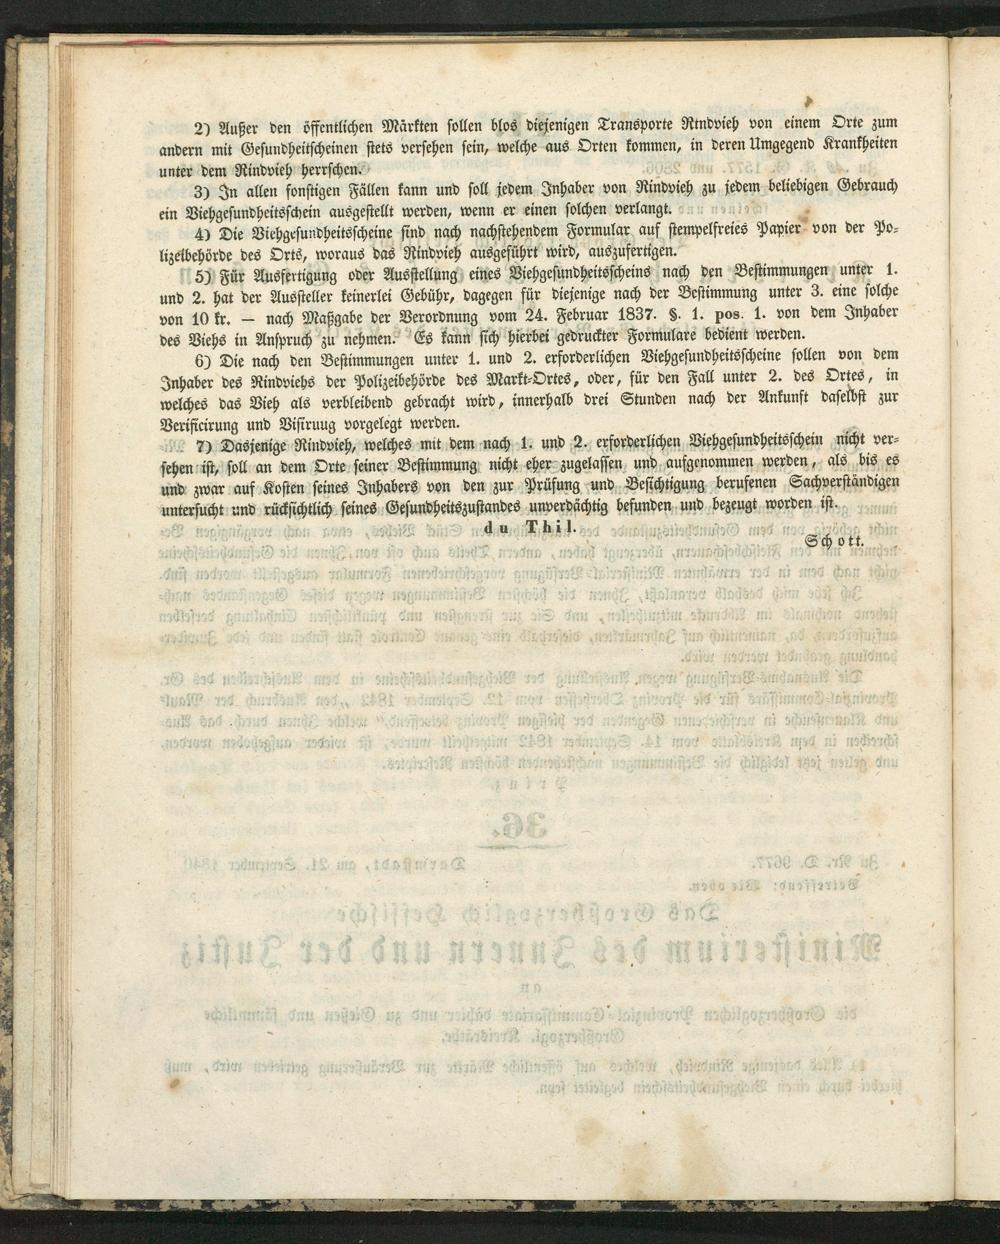 2) Außer den öffentlichen Märkten sollen blos diejenigen Transporte Rindvieh von einem Orte zum
andern mit Gesundheitscheinen stets versehen sein, welche aus Orten kommen, in deren Umgegend Krankheiten
unter dem Rindvieh herrschen.
3) In allen sonstigen Fällen kann und soll jedem Inhaber von Rindvieh zu jedem beliebigen Gebrauch
ein Viehgesundheitsschein ausgestellt werden, wenn er einen solchen verlangt.
4) Die Viehgesundheitsscheine sind nach nachstehendem Formular auf stempelfreies Papier von der Po-
lizeibehörde des Orts, woraus das Rindvieh ausgeführt wird, auszufertigen.
5) Für Ausfertigung oder Ausstellung eines Viehgesundheitsscheins nach den Bestimmungen unter 1.
und 2. hat der Aussteller keinerlei Gebühr, dagegen für diejenige nach der Bestimmung unter 3. eine solche
von 10 kr. — nach Maßgabe der Verordnung vom 24. Februar 1837. §. 1. pos. 1. von dem Inhaber
des Viehs in Anspruch zu nehmen. Es kann sich hierbei gedruckter Formulare bedient werden.
6) Die nach den Bestimmungen unter 1. und 2. erforderlichen Viehgesundheitsscheine sollen von dem
Inhaber des Rindviehs der Polizeibehörde des Markt-Ortes, oder, für den Fall unter 2. des Ortes, in
welches das Vieh als verbleibend gebracht wird, innerhalb drei Stunden nach der Ankunft daselbst zur
Verificirung und Visiruug vorgelegt werden.
7) Dasjenige Rindvieh, welches mit dem nach 1. und 2. erforderlichen Viehgesundheitsschein nicht ver-
sehen ist, soll an dem Orte seiner Bestimmung nicht eher zugelassen und aufgenommen werden, als bis es
und zwar auf Kosten seines Inhabers von den zur Prüfung und Besichtigung berufenen Sachverständigen
untersucht und rücksichtlich seines Gesundheitszustandes unverdächtig befunden und bezeugt worden ist.
du Thil.
Schott.